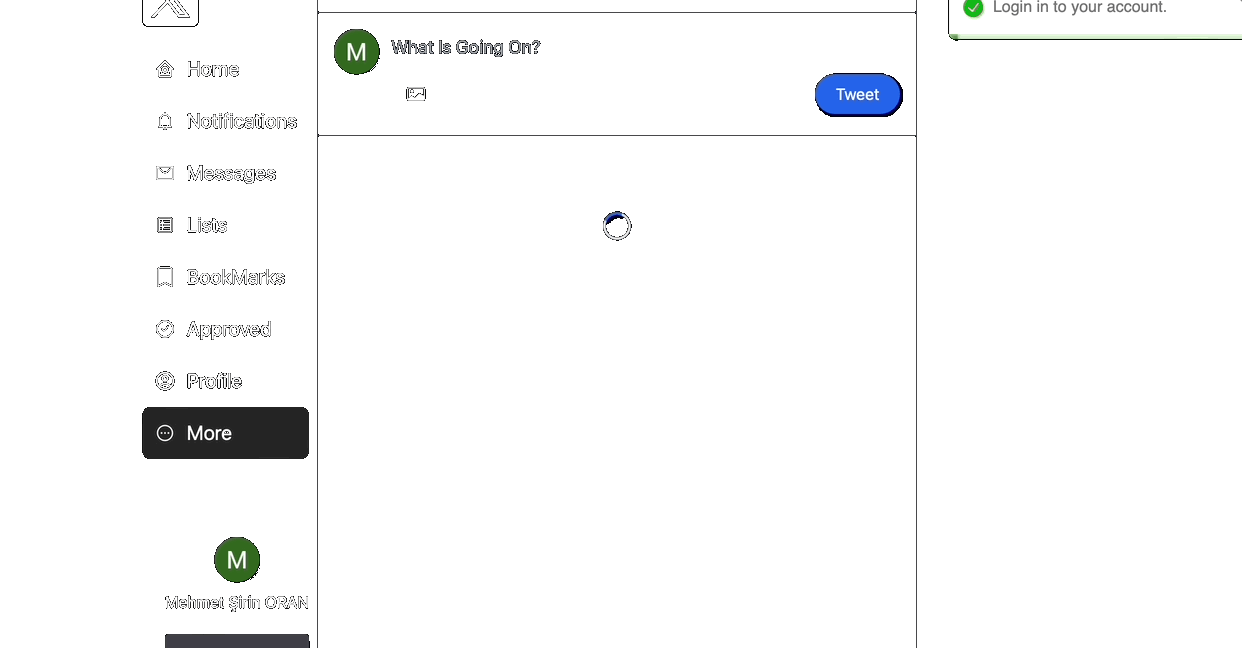 Login in to your account.
M
What Is Going On?
Tweet
Home
Notifications
Messages
Lists
BookMarks
Approved
Profile
More
M
Mehmet Şirin ORAN